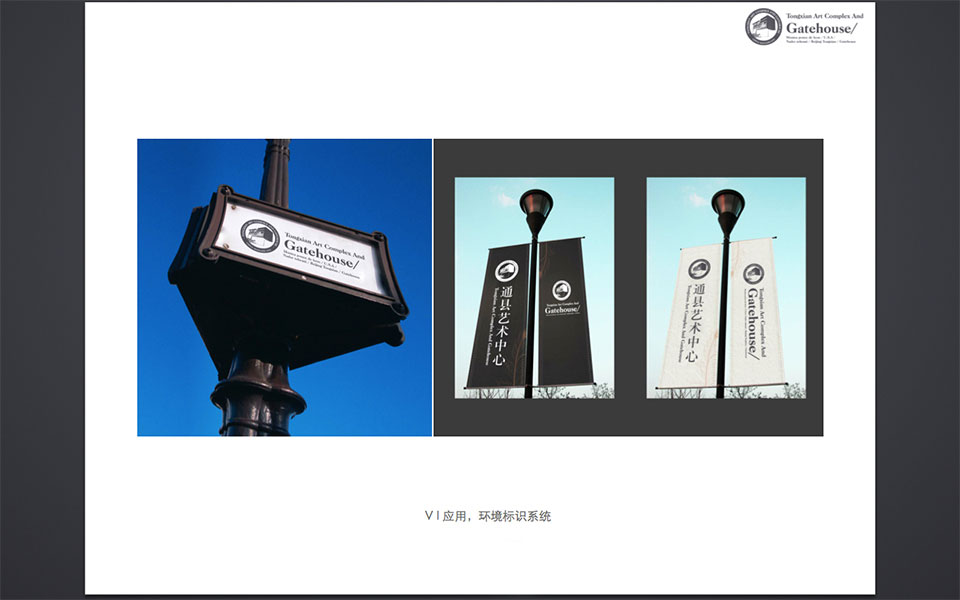 Tongxian Art Complex And
Gatehouse/
Tongxian Art Complex And
Gatehouse/
通县艺术中心
Tongxian Art Complex And Gatehouse
Tongxian Art Complex And
Gatehouse/
通县艺术中心
Tongxian Art Complex And Gatehouse
Tongxian Art Complex And
Gatehouse/
VI 应用，环境标识系统